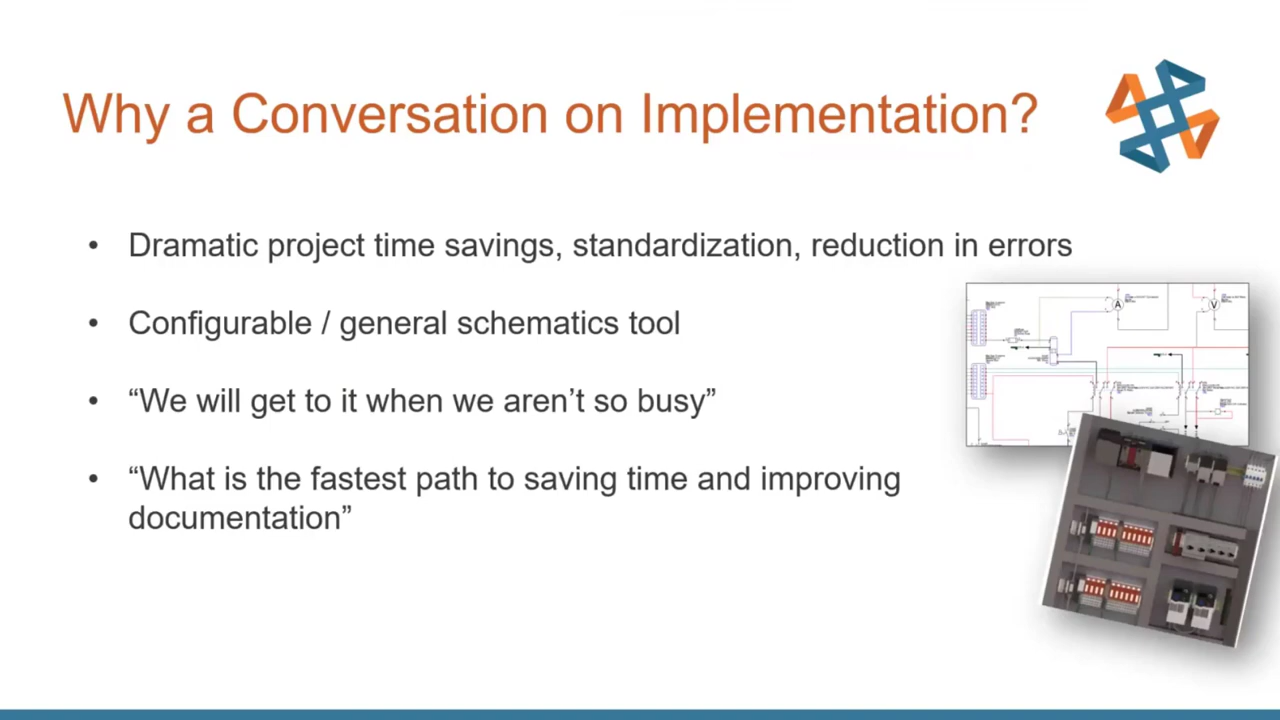 Why a Conversation on Implementation?
• Dramatic project time savings, standardization, reduction in errors
• Configurable / general schematics tool
• “We will get to it when we aren’t so busy”
• “What is the fastest path to saving time and improving
documentation”
A
V